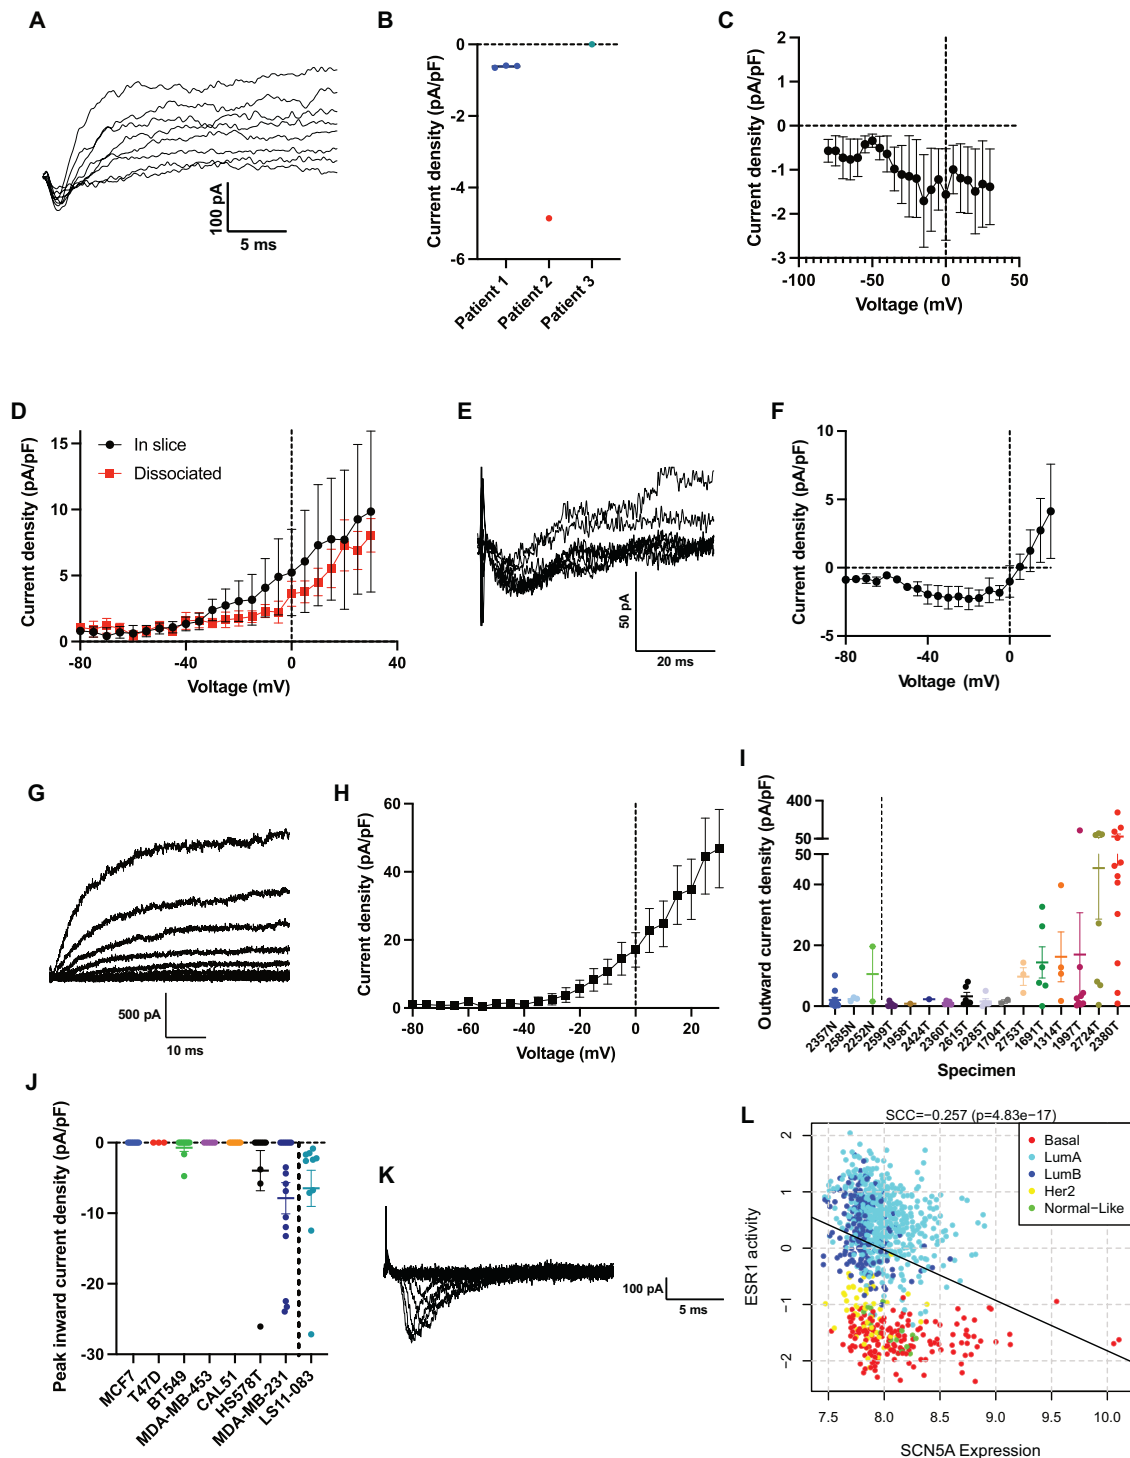 A
100 pA
5 ms
B
Current density (pA/pF)
0
-2
-4
-6
Patient 1
Patient 2
Patient 3
C
Current density (pA/pF)
2
1
0
-1
-2
-3
-100
-50
0
50
Voltage (mV)
D
Current density (pA/pF)
15
10
5
0
In slice
Dissociated
-80
-40
0
40
Voltage (mV)
E
50 pA
20 ms
F
Current density (pA/pF)
10
5
0
-5
-80
-40
0
Voltage (mV)
G
500 pA
10 ms
H
Current density (pA/pF)
60
40
20
0
-80
-60
-40
-20
0
20
Voltage (mV)
I
Outward current density (pA/pF)
400
50
50
40
20
0
2357N
2585N
2252N
2599T
1958T
2424T
2360T
2615T
2285T
1704T
2753T
1691T
1314T
1997T
2724T
2380T
Specimen
J
Peak inward current density (pA/pF)
0
-10
-20
-30
MCF7
T47D
BT549
MDA-MB-453
CAL51
HS578T
MDA-MB-231
LS11-083
K
100 pA
5 ms
L
SCC=−0.257 (p=4.83e−17)
Basal
LumA
LumB
Her2
Normal−Like
ESR1 activity
2
1
0
-1
-2
7.5
8.0
8.5
9.0
9.5
10.0
SCN5A Expression